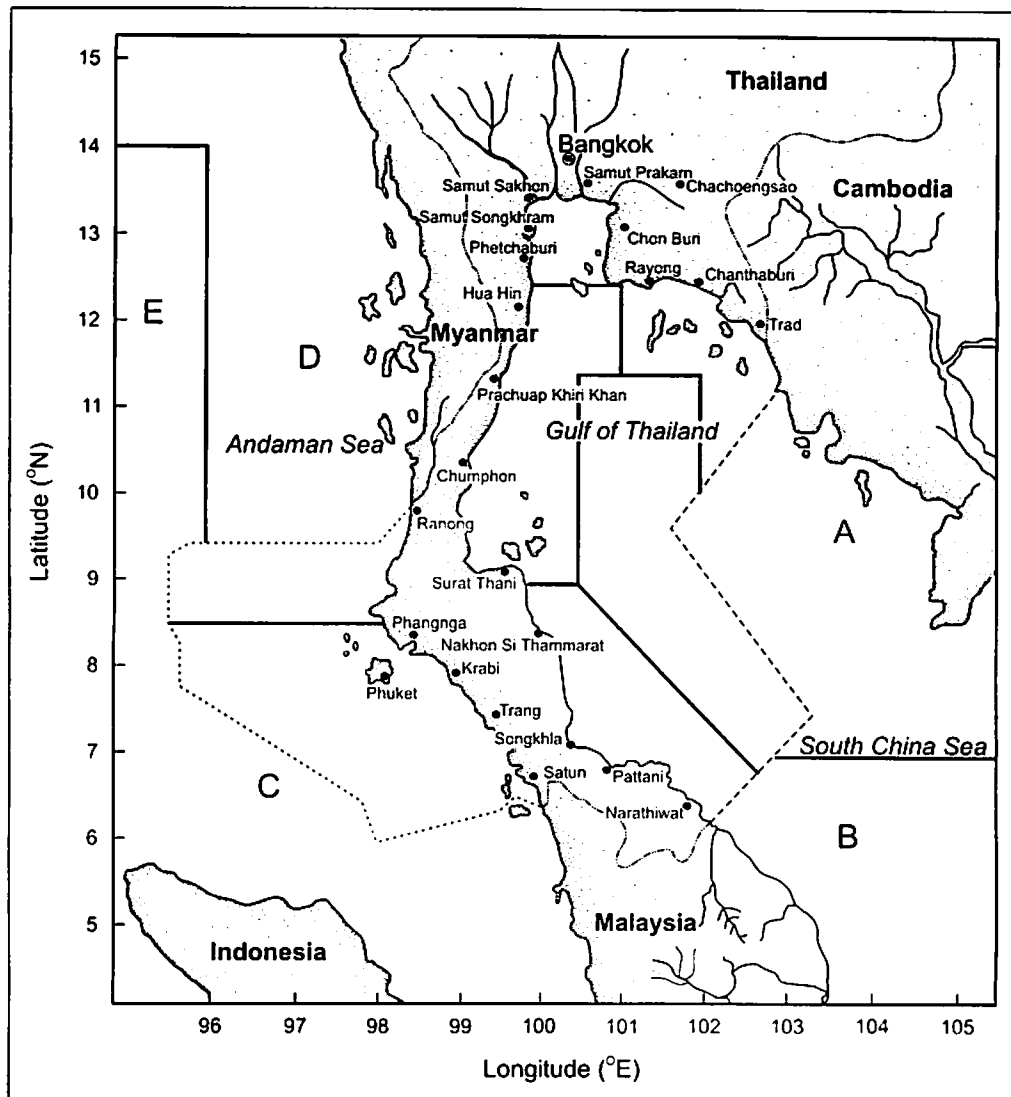 15
14
13
12
11
10
9
8
7
6
5
Latitude (°N)
Thailand
Bangkok
Samut Prakarn
Samut Sakhon
Chachoengsao
Cambodia
Samut Songkhram
Chon Buri
Phetchaburi
Rayong
Chanthaburi
Hua Hin
E
Myanmar
Trad
D
Prachuap Khiri Khan
Gulf of Thailand
Andaman Sea
Chumphon
Ranong
A
Surat Thani
Phangnga
Nakhon Si Thammarat
Krabi
Phuket
Trang
Songkhla
South China Sea
C
Satun
Pattani
Narathiwat
B
Malaysia
Indonesia
96 97 98 99 100 101 102 103 104 105
Longitude (°E)